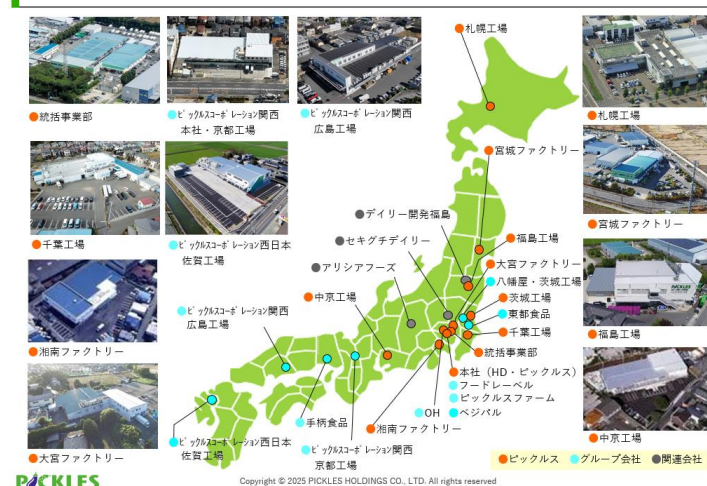 ●統括事業部
●ピックルスコーポレーション関西
本社・京都工場
●ピックルスコーポレーション関西
広島工場
●千葉工場
●ピックルスコーポレーション西日本
佐賀工場
●湘南ファクトリー
●大宮ファクトリー
●札幌工場
●宮城ファクトリー
●デイリー開発福島
●セキグチデイリー
●アリシアフーズ
●福島工場
●大宮ファクトリー
●八幡屋・茨城工場
●茨城工場
●東都食品
●千葉工場
●統括事業部
●中京工場
●ピックルスコーポレーション関西
広島工場
●本社(HD・ピックルス)
●フードレーベル
●ピックルスファーム
●OH
●ベジパル
●手柄食品
●湘南ファクトリー
●ピックルスコーポレーション西日本
佐賀工場
●ピックルスコーポレーション関西
京都工場
●札幌工場
●宮城ファクトリー
PICKLES
●福島工場
●中京工場
●ピックルス ●グループ会社 ●関連会社
PICKLES
Copyright © 2025 PICKLES HOLDINGS CO., LTD. All rights reserved